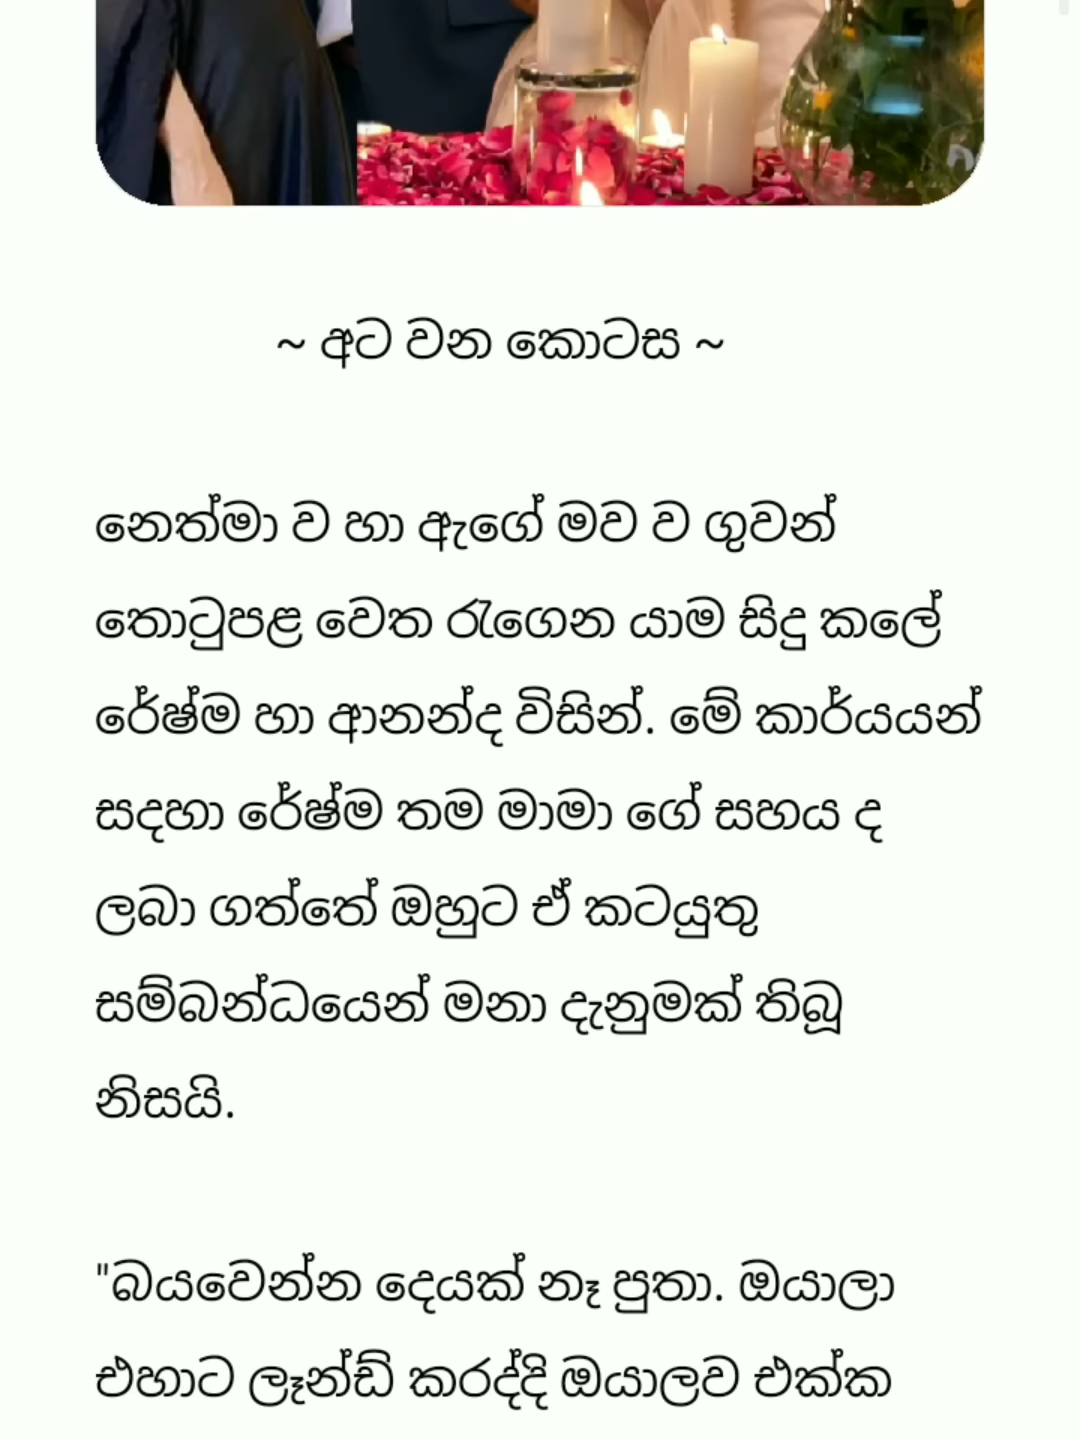 ~ අට වන කොටස ~
නෙත්මා ව හා ඇගේ මව ව ගුවන්
තොටුපළ වෙත රැගෙන යාම සිදු කලේ
රේෂ්ම හා ආනන්ද විසින්. මේ කාර්යයන්
සදහා රේෂ්ම තම මාමා ගේ සහය ද
ලබා ගත්තේ ඔහුට ඒ කටයුතු
සම්බන්ධයෙන් මනා දැනුමක් තිබූ
නිසයි.
"බයවෙන්න දෙයක් නෑ පුතා. ඔයාලා
එහාට ලෑන්ඩ් කරද්දි ඔයාලව එක්ක